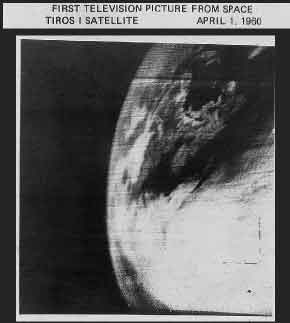 FIRST TELEVISION PICTURE FROM SPACE
TIROS I SATELLITE APRIL 1, 1960